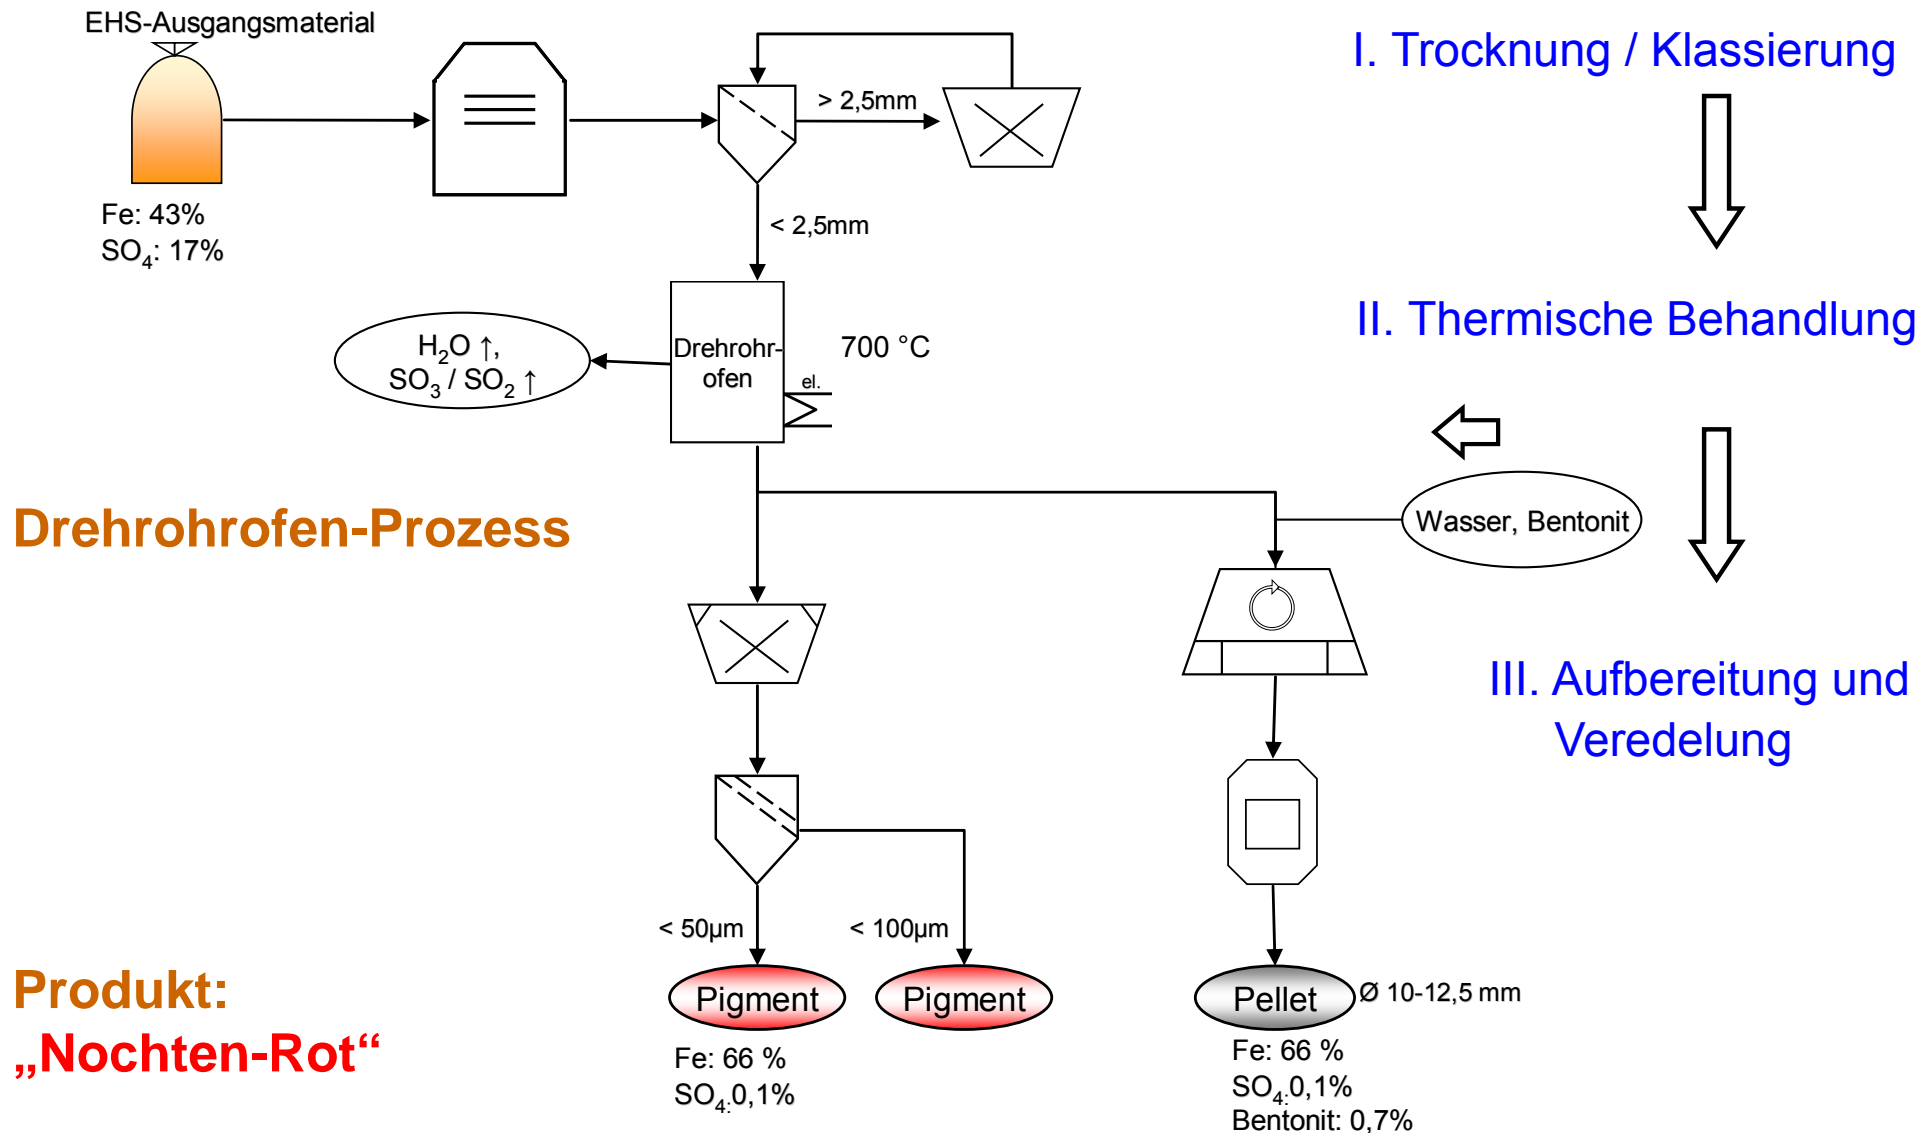 EHS-Ausgangsmaterial
I. Trocknung / Klassierung
> 2,5mm
Fe: 43%
SO₄: 17%
< 2,5mm
II. Thermische Behandlung
H₂O ↑,
SO₃ / SO₂ ↑
Drehrohr-
ofen
700 °C
el.
Drehrohrofen-Prozess
Wasser, Bentonit
III. Aufbereitung und
Veredelung
< 50µm
< 100µm
Produkt:
„Nochten-Rot“
Pigment
Pigment
Pellet
Ø 10-12,5 mm
Fe: 66 %
SO₄:0,1%
Fe: 66 %
SO₄:0,1%
Bentonit: 0,7%